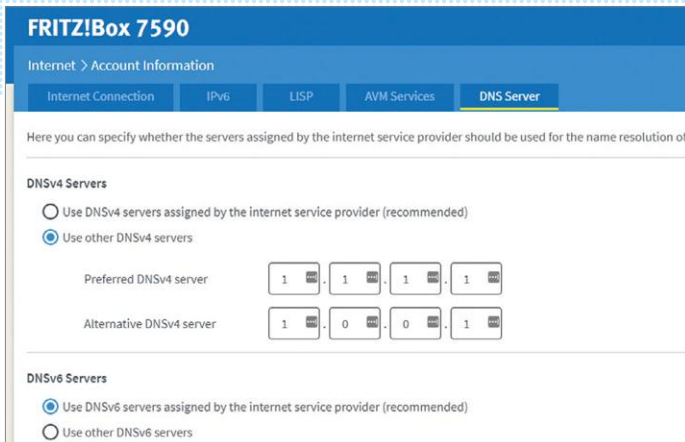 FRITZ!Box 7590
Internet > Account Information
Internet Connection IPv6 LISP AVM Services DNS Server
Here you can specify whether the servers assigned by the internet service provider should be used for the name resolution of
DNSv4 Servers
Use DNSv4 servers assigned by the internet service provider (recommended)
Use other DNSv4 servers
Preferred DNSv4 server 1 . 1 . 1 . 1
Alternative DNSv4 server 1 . 0 . 0 . 1
DNSv6 Servers
Use DNSv6 servers assigned by the internet service provider (recommended)
Use other DNSv6 servers